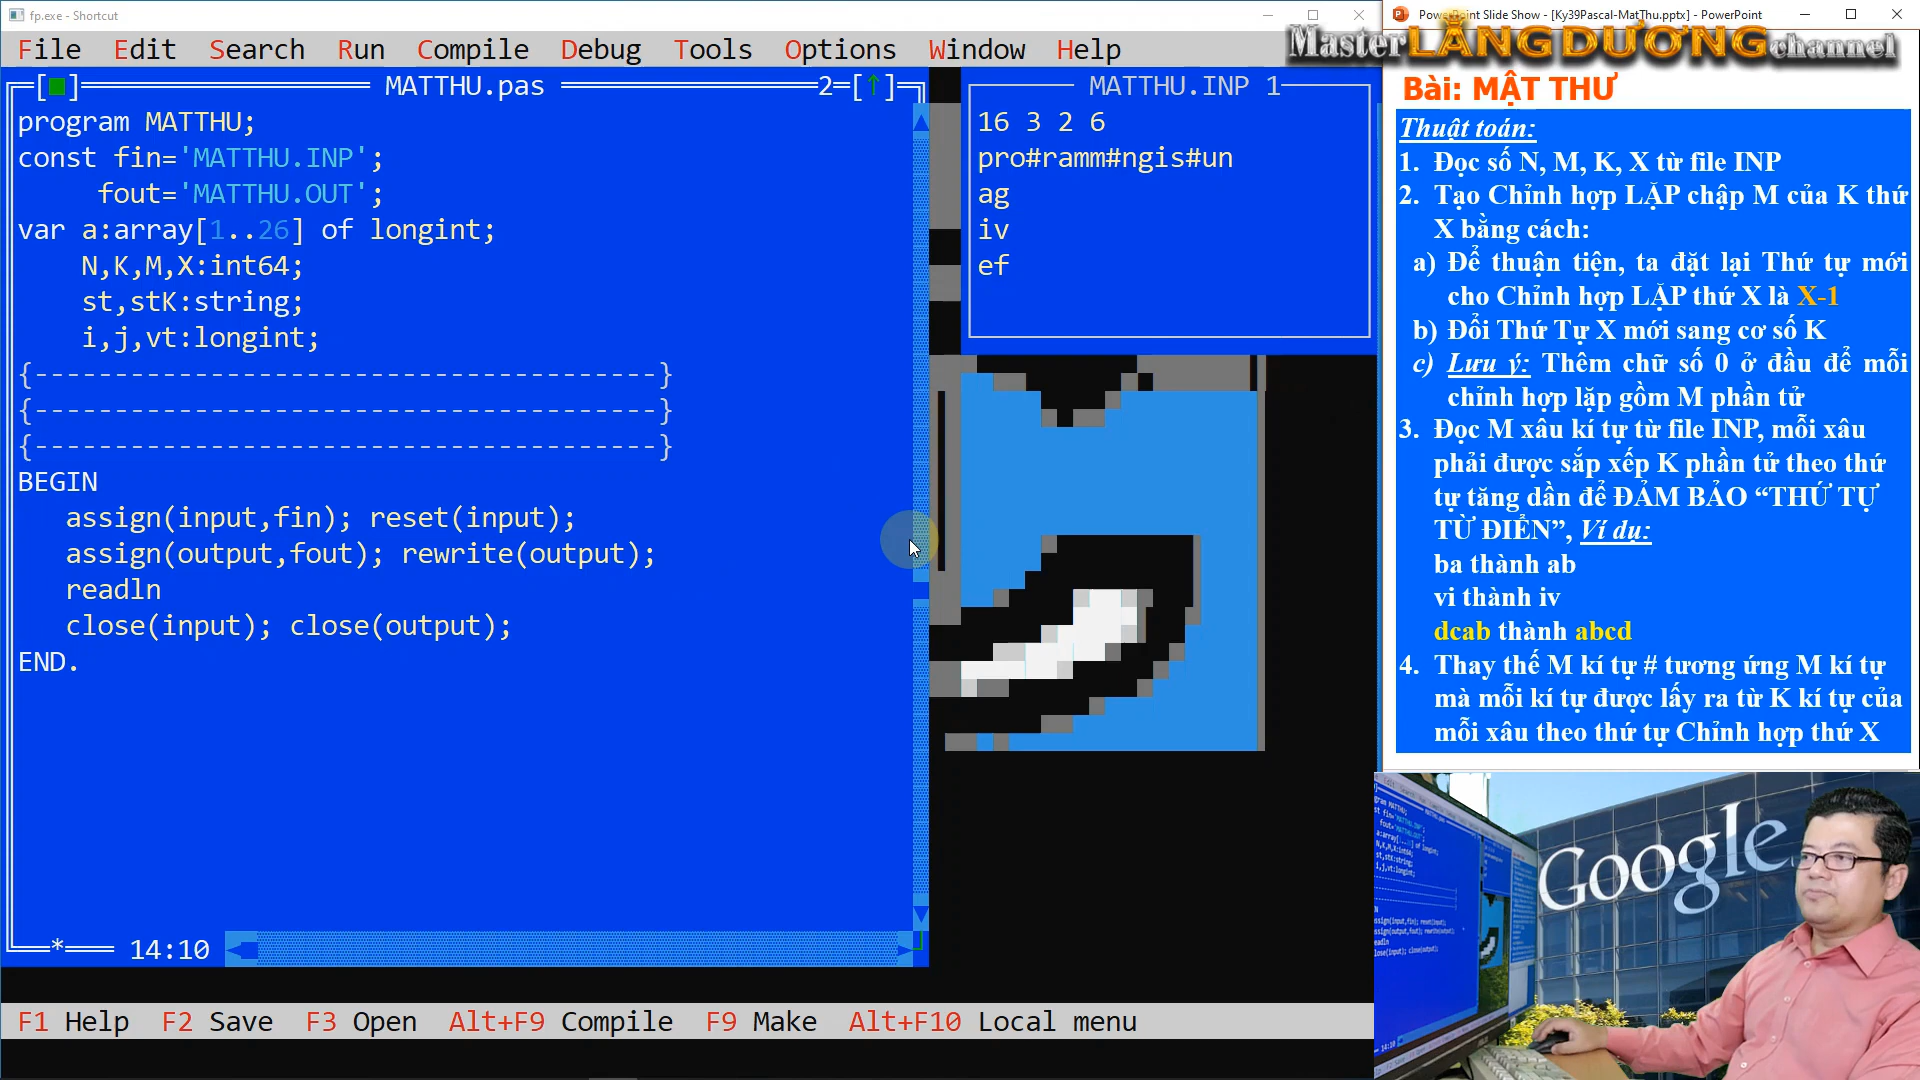 fp.exe - Shortcut
File Edit Search Run Compile Debug Tools Options Window Help
MATTHU.pas 2
program MATTHU;
const fin='MATTHU.INP';
fout='MATTHU.OUT';
var a:array[1..26] of longint;
N,K,M,X:int64;
st,stK:string;
i,j,vt:longint;
{---------------------------------------}
{---------------------------------------}
{---------------------------------------}
BEGIN
assign(input,fin); reset(input);
assign(output,fout); rewrite(output);
readln
close(input); close(output);
END.
14:10
F1 Help F2 Save F3 Open Alt+F9 Compile F9 Make Alt+F10 Local menu
MATTHU.INP 1
16 3 2 6
pro#ramm#ngis#un
ag
iv
ef
PowerPoint Slide Show - [Ky39Pascal-MatThu.pptx] - PowerPoint
Master LĂNG DƯƠNG channel
Bài: MẬT THƯ
Thuật toán:
1. Đọc số N, M, K, X từ file INP
2. Tạo Chỉnh hợp LẶP chập M của K thứ
X bằng cách:
a) Để thuận tiện, ta đặt lại Thứ tự mới
cho Chỉnh hợp LẶP thứ X là X-1
b) Đổi Thứ Tự X mới sang cơ số K
c) Lưu ý: Thêm chữ số 0 ở đầu để mỗi
chỉnh hợp lặp gồm M phần tử
3. Đọc M xâu kí tự từ file INP, mỗi xâu
phải được sắp xếp K phần tử theo thứ
tự tăng dần để ĐẢM BẢO “THỨ TỰ
TỪ ĐIỂN”, Ví dụ:
ba thành ab
vi thành iv
dcab thành abcd
4. Thay thế M kí tự # tương ứng M kí tự
mà mỗi kí tự được lấy ra từ K kí tự của
mỗi xâu theo thứ tự Chỉnh hợp thứ X
Google